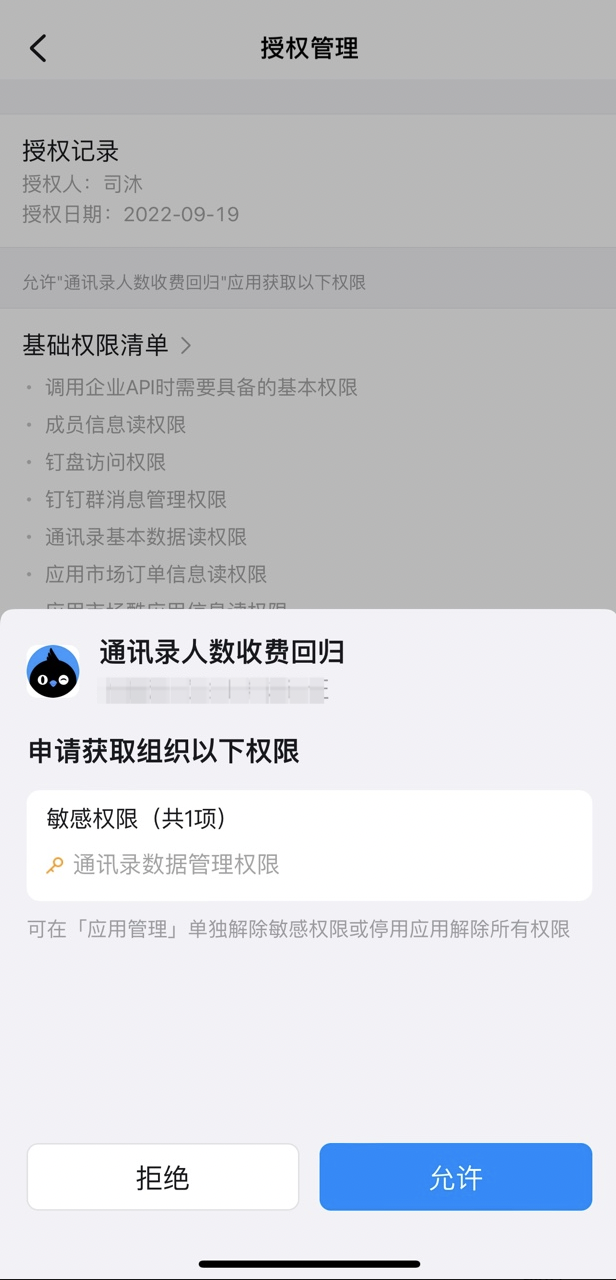 授权管理
授权记录
授权人：司沐
授权日期：2022-09-19
允许"通讯录人数收费回归"应用获取以下权限
基础权限清单
· 调用企业API时需要具备的基本权限
· 成员信息读权限
· 钉盘访问权限
· 钉钉群消息管理权限
· 通讯录基本数据读权限
· 应用市场订单信息读权限
通讯录人数收费回归
申请获取组织以下权限
敏感权限（共1项）
通讯录数据管理权限
可在「应用管理」单独解除敏感权限或停用应用解除所有权限
拒绝
允许